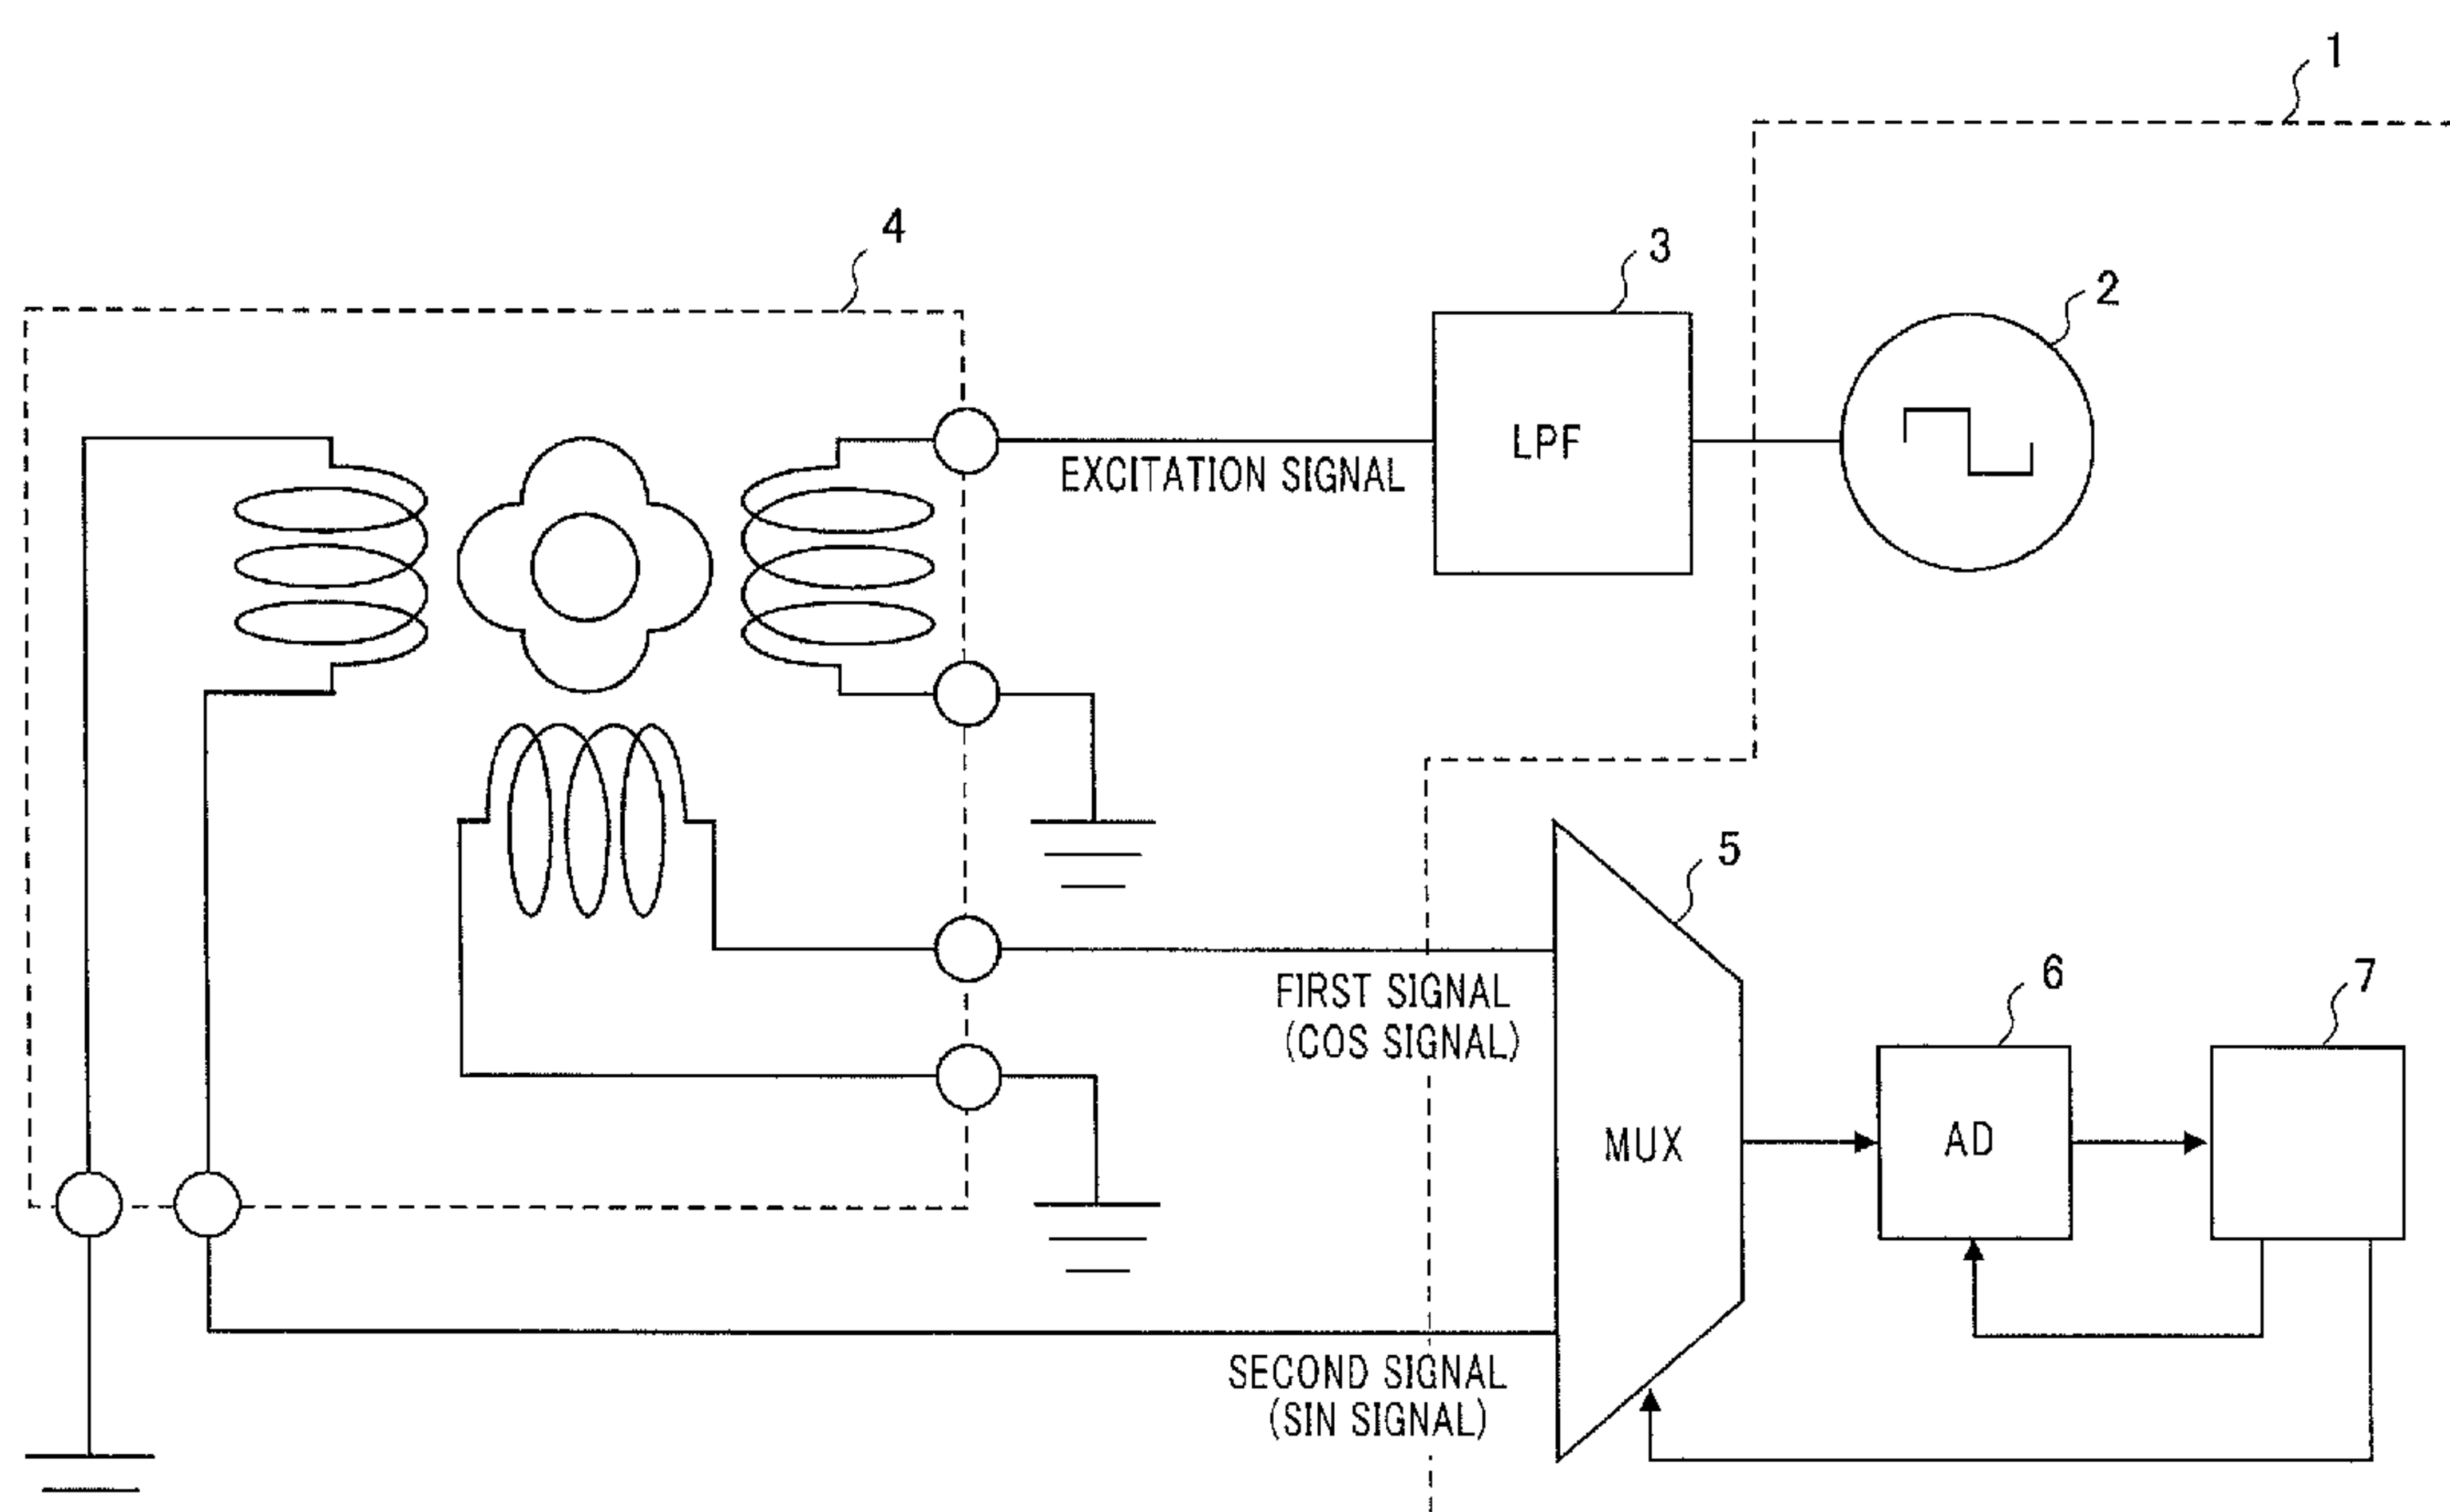 1
4
3
2
LPF
EXCITATION SIGNAL
5
FIRST SIGNAL
(COS SIGNAL)
6
7
MUX
AD
SECOND SIGNAL
(SIN SIGNAL)